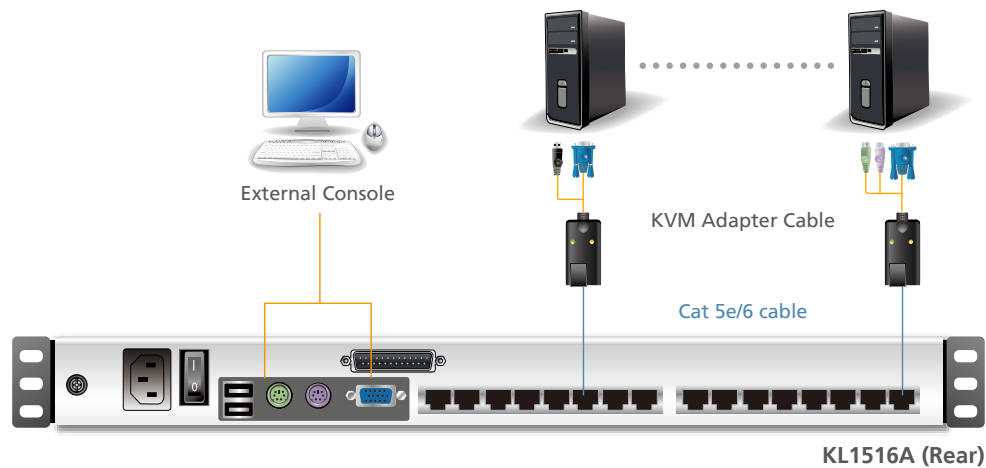 External Console
KVM Adapter Cable
Cat 5e/6 cable
I
O
KL1516A (Rear)